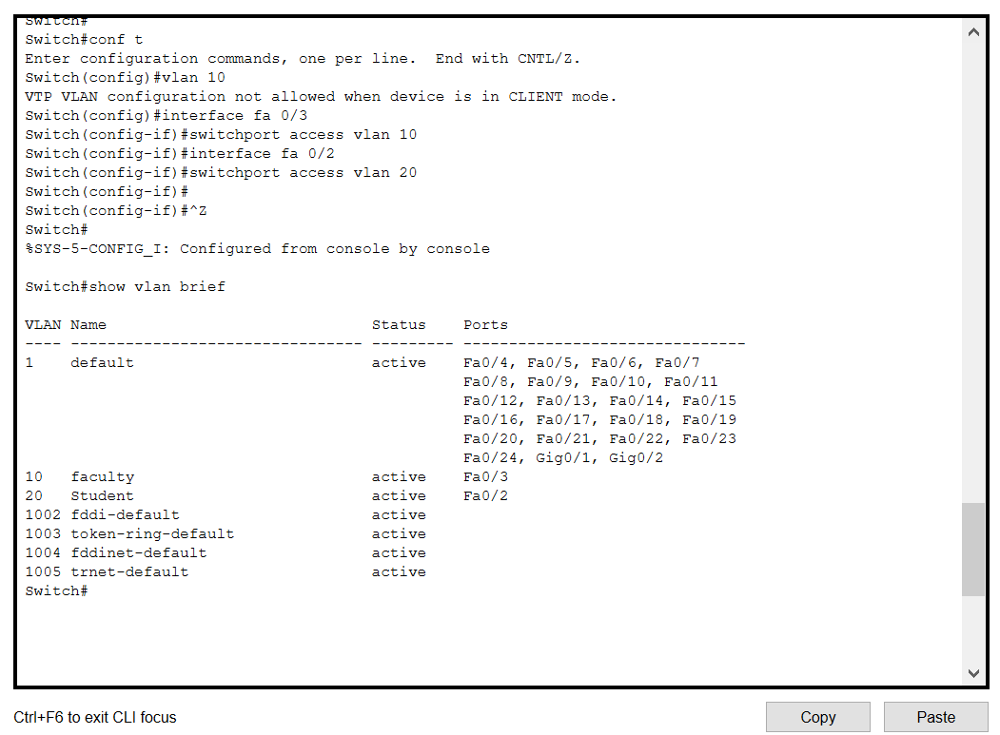 Switch#
Switch#conf t
Enter configuration commands, one per line.  End with CNTL/Z.
Switch(config)#vlan 10
VTP VLAN configuration not allowed when device is in CLIENT mode.
Switch(config)#interface fa 0/3
Switch(config-if)#switchport access vlan 10
Switch(config-if)#interface fa 0/2
Switch(config-if)#switchport access vlan 20
Switch(config-if)#
Switch(config-if)#^Z
Switch#
%SYS-5-CONFIG_I: Configured from console by console

Switch#show vlan brief

VLAN Name                             Status    Ports
---- -------------------------------- --------- -------------------------------
1    default                          active    Fa0/4, Fa0/5, Fa0/6, Fa0/7
                                                Fa0/8, Fa0/9, Fa0/10, Fa0/11
                                                Fa0/12, Fa0/13, Fa0/14, Fa0/15
                                                Fa0/16, Fa0/17, Fa0/18, Fa0/19
                                                Fa0/20, Fa0/21, Fa0/22, Fa0/23
                                                Fa0/24, Gig0/1, Gig0/2
10   faculty                          active    Fa0/3
20   Student                          active    Fa0/2
1002 fddi-default                     active
1003 token-ring-default               active
1004 fddinet-default                  active
1005 trnet-default                    active
Switch#
Ctrl+F6 to exit CLI focus
Copy
Paste